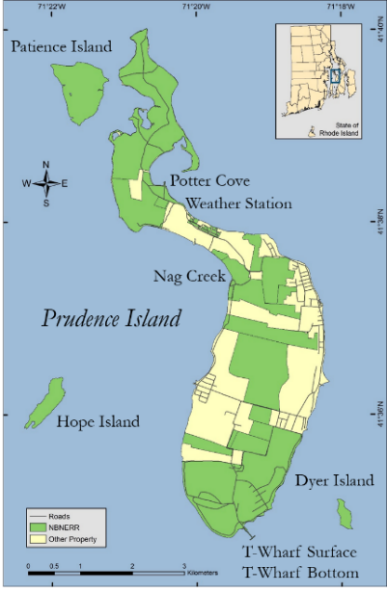 71°22'W 71°20'W 71°18'W
41°40'N
Patience Island
State of
Rhode Island
N
W E
S
Potter Cove
Weather Station
41°38'N
Nag Creek
Prudence Island
41°36'N
Hope Island
Dyer Island
Roads
NBNERR
Other Property
T-Wharf Surface
T-Wharf Bottom
0 0.5 1 2 3
Kilometers